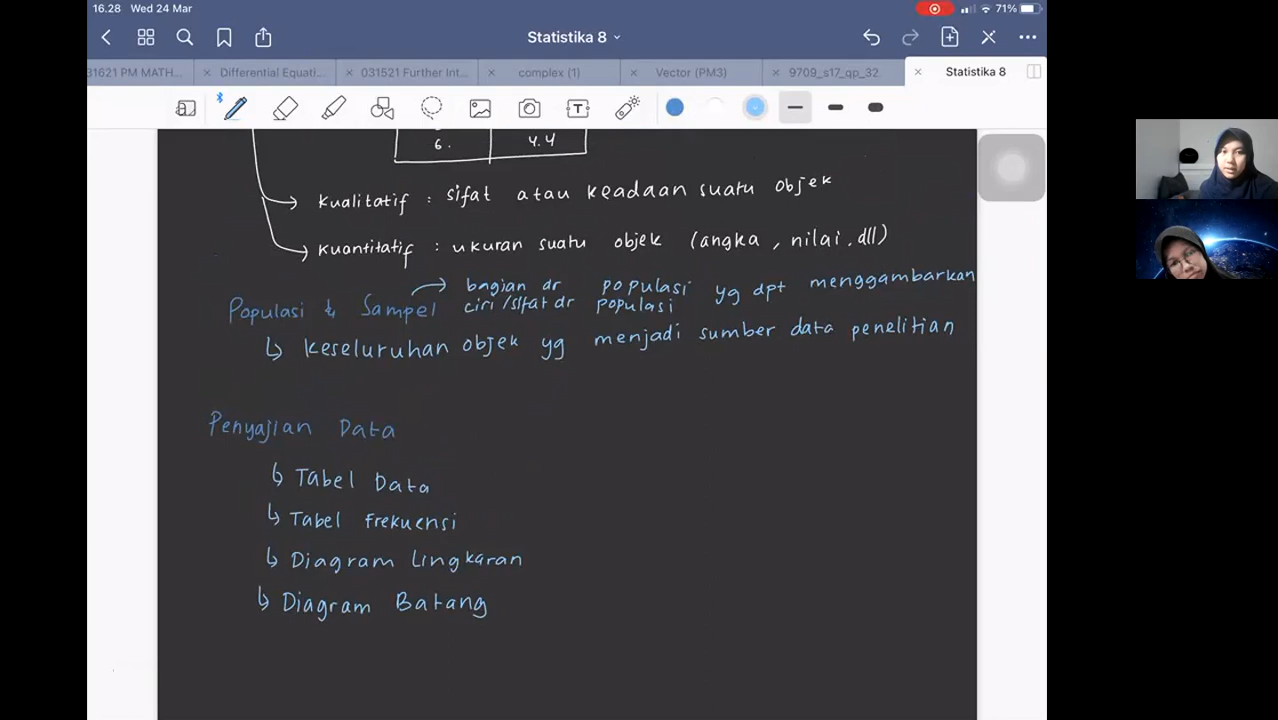 16.28 Wed 24 Mar
71%
Statistika 8
031621 PM MATH...
Differential Equati...
031521 Further Int...
complex (1)
Vector (PM3)
9709_s17_qp_32
Statistika 8
6. 4.4
Kualitatif : sifat atau keadaan suatu objek
Kuantitatif : ukuran suatu objek (angka, nilai, dll)
Populasi & Sampel → bagian dr populasi yg dpt menggambarkan
ciri/sifat dr populasi
↳ Keseluruhan objek yg menjadi sumber data penelitian
Penyajian Data
↳ Tabel Data
↳ Tabel Frekuensi
↳ Diagram Lingkaran
↳ Diagram Batang